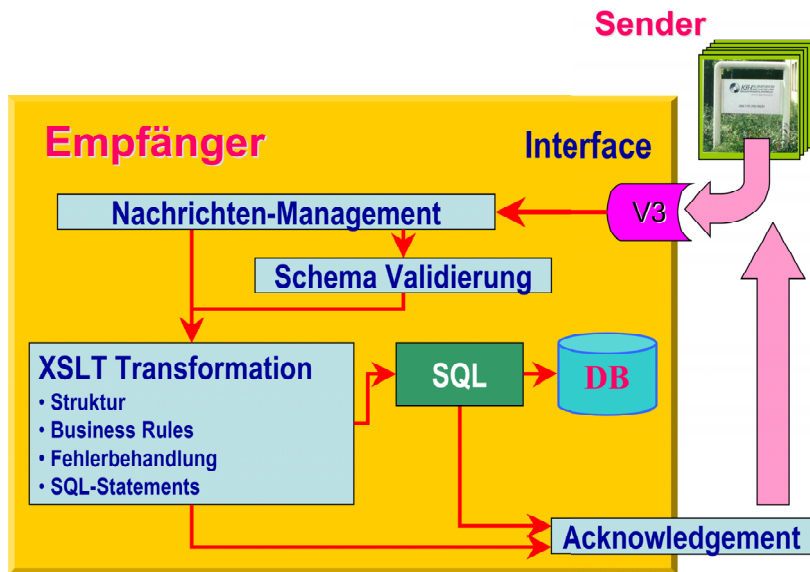 Sender
Empfänger
Interface
V3
Nachrichten-Management
Schema Validierung
XSLT Transformation
• Struktur
• Business Rules
• Fehlerbehandlung
• SQL-Statements
SQL
DB
Acknowledgement